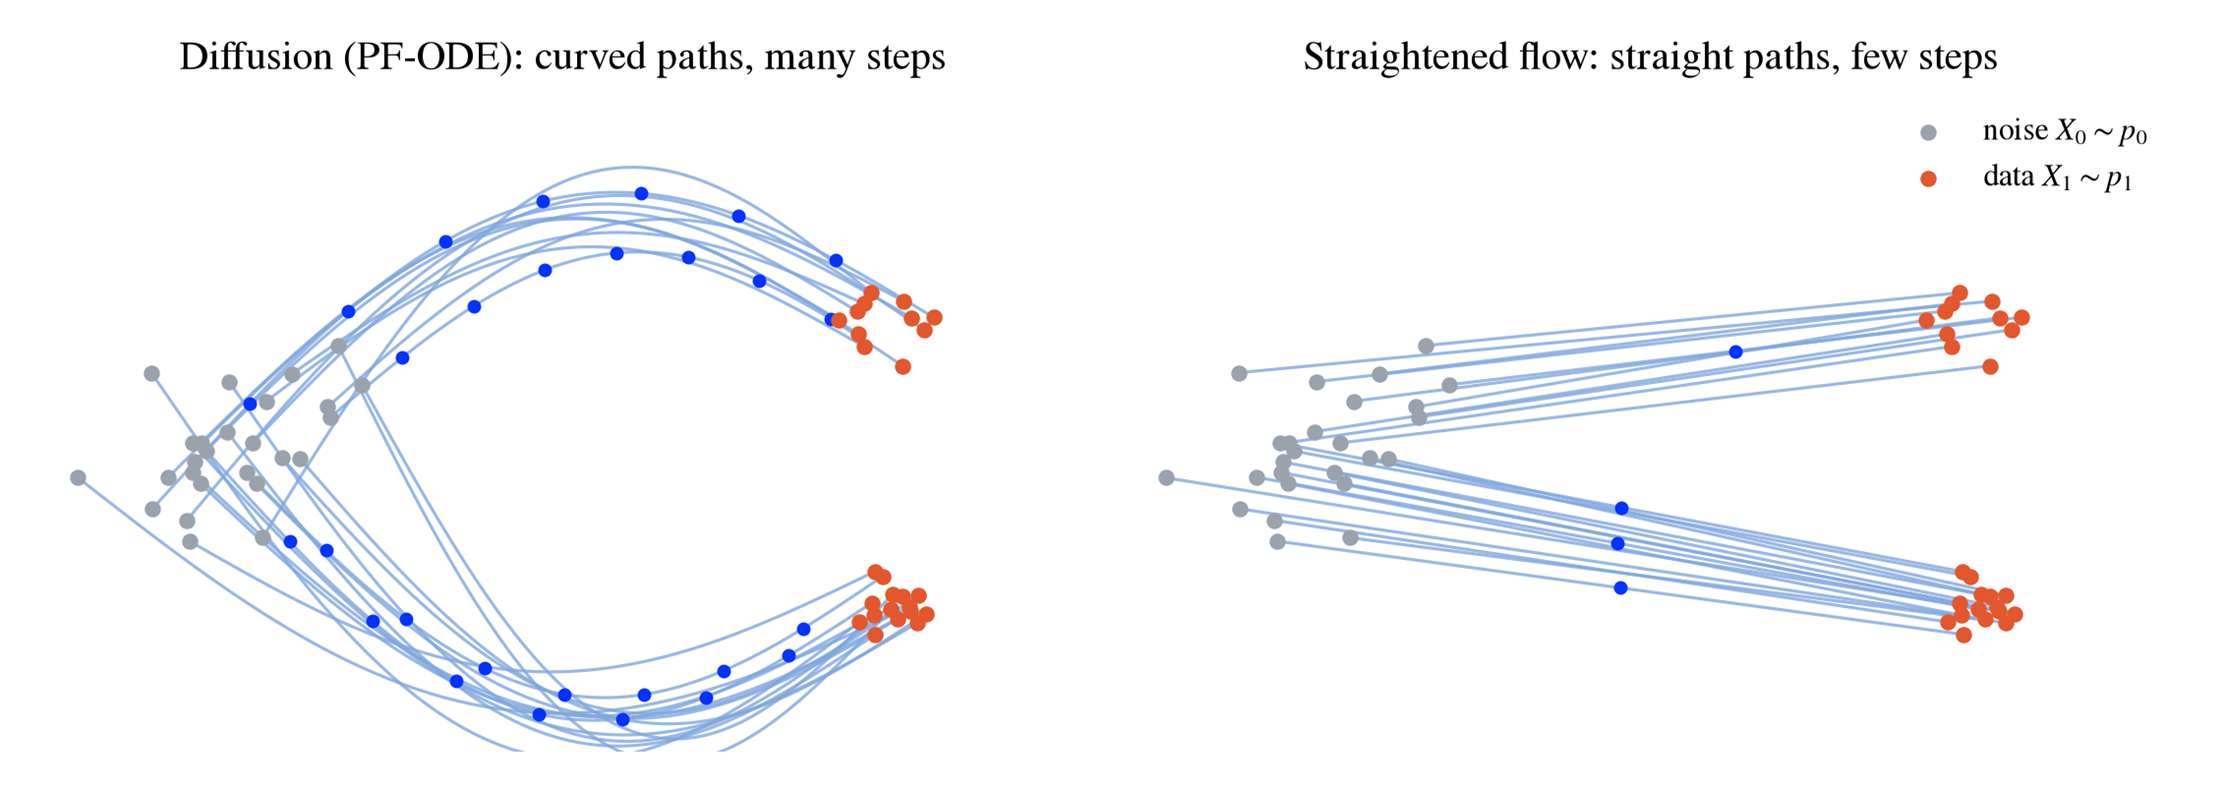 Diffusion (PF-ODE): curved paths, many steps
Straightened flow: straight paths, few steps
noise X₀ ~ p₀
data X₁ ~ p₁